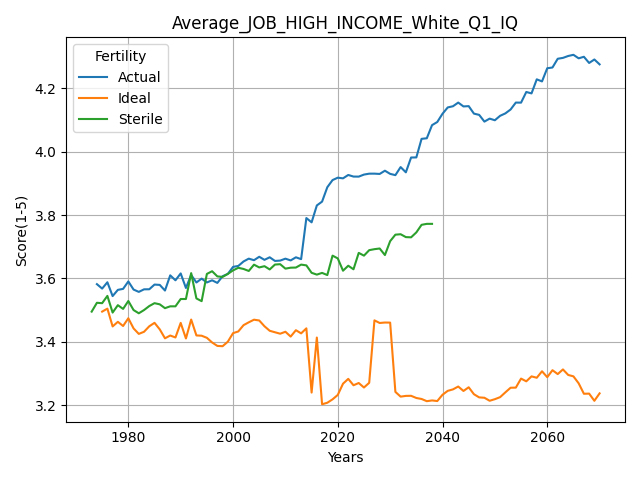 Average_JOB_HIGH_INCOME_White_Q1_IQ
Fertility
Actual
Ideal
Sterile
Score(1-5)
4.2
4.0
3.8
3.6
3.4
3.2
1980
2000
2020
2040
2060
Years